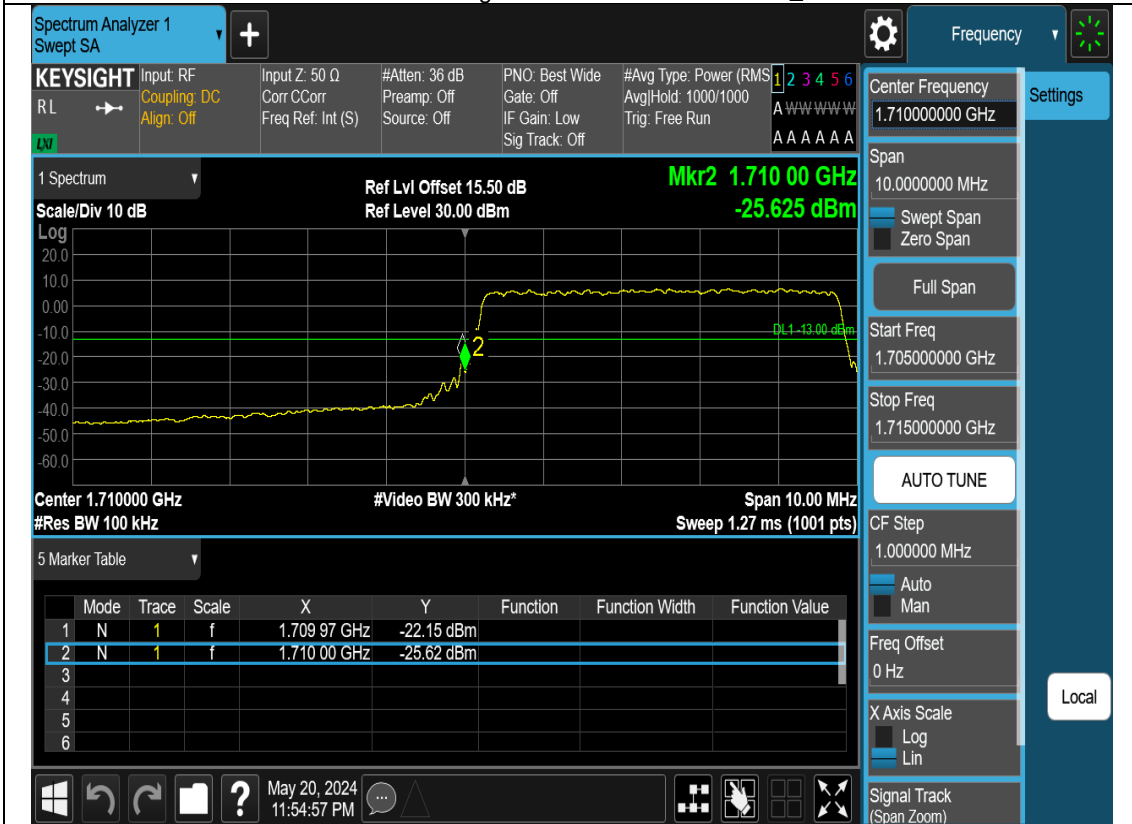 Spectrum Analyzer 1
Swept SA
+
Frequency
KEYSIGHT
RL
LXI
Input: RF
Coupling: DC
Align: Off
Input Z: 50 Ω
Corr CCorr
Freq Ref: Int (S)
#Atten: 36 dB
Preamp: Off
Source: Off
PNO: Best Wide
Gate: Off
IF Gain: Low
Sig Track: Off
#Avg Type: Power (RMS
Avg|Hold: 1000/1000
Trig: Free Run
1 2 3 4 5 6
A W W W W W
A A A A A A
1 Spectrum
Scale/Div 10 dB
Ref Lvl Offset 15.50 dB
Ref Level 30.00 dBm
Mkr2 1.710 00 GHz
-25.625 dBm
Log
20.0
10.0
0.00
-10.0
-20.0
-30.0
-40.0
-50.0
-60.0
DL1 -13.00 dBm
2
Center 1.710000 GHz
#Res BW 100 kHz
#Video BW 300 kHz*
Span 10.00 MHz
Sweep 1.27 ms (1001 pts)
5 Marker Table
Mode Trace Scale X Y Function Function Width Function Value
1 N 1 f 1.709 97 GHz -22.15 dBm
2 N 1 f 1.710 00 GHz -25.62 dBm
3
4
5
6
?
May 20, 2024
11:54:57 PM
Center Frequency
1.710000000 GHz
Settings
Span
10.0000000 MHz
Swept Span
Zero Span
Full Span
Start Freq
1.705000000 GHz
Stop Freq
1.715000000 GHz
AUTO TUNE
CF Step
1.000000 MHz
Auto
Man
Freq Offset
0 Hz
Local
X Axis Scale
Log
Lin
Signal Track
(Span Zoom)